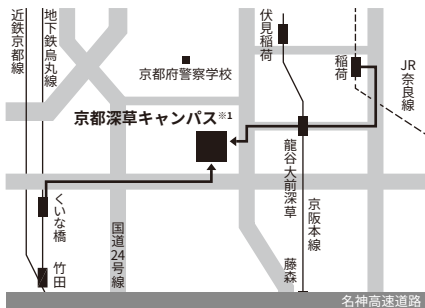 近鉄京都線
地下鉄烏丸線
伏見稲荷
稲荷
JR奈良線
京都府警察学校
京都深草キャンパス※1
龍谷大前深草
京阪本線
くいな橋
国道24号線
竹田
藤森
名神高速道路